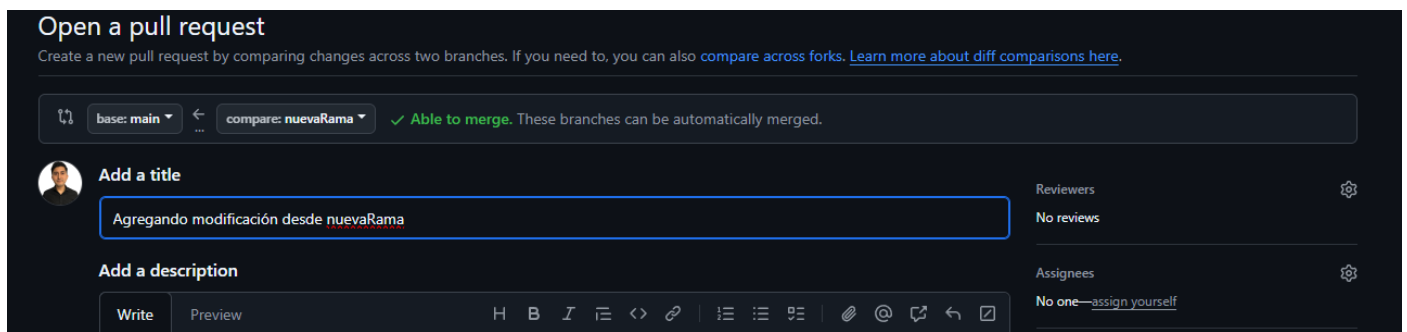 Open a pull request
Create a new pull request by comparing changes across two branches. If you need to, you can also compare across forks. Learn more about diff comparisons here.
base: main ← compare: nuevaRama ✓ Able to merge. These branches can be automatically merged.
...
Add a title
Agregando modificación desde nuevaRama
Reviewers
No reviews
Add a description
Assignees
No one—assign yourself
Write Preview H B I